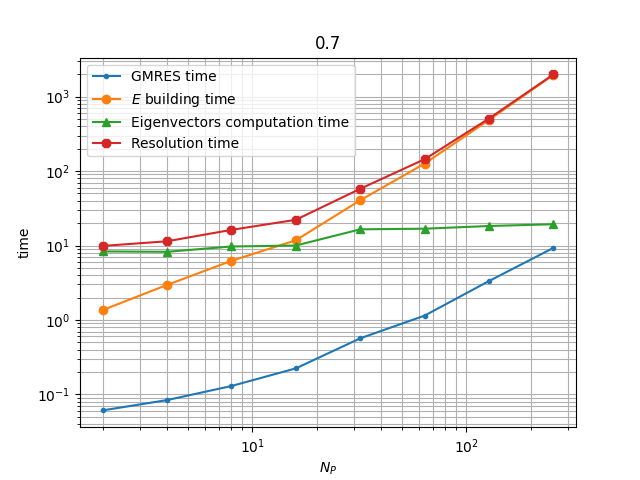 0.7
GMRES time
E building time
Eigenvectors computation time
Resolution time
time
10³
10²
10¹
10⁰
10⁻¹
10¹
10²
N_P